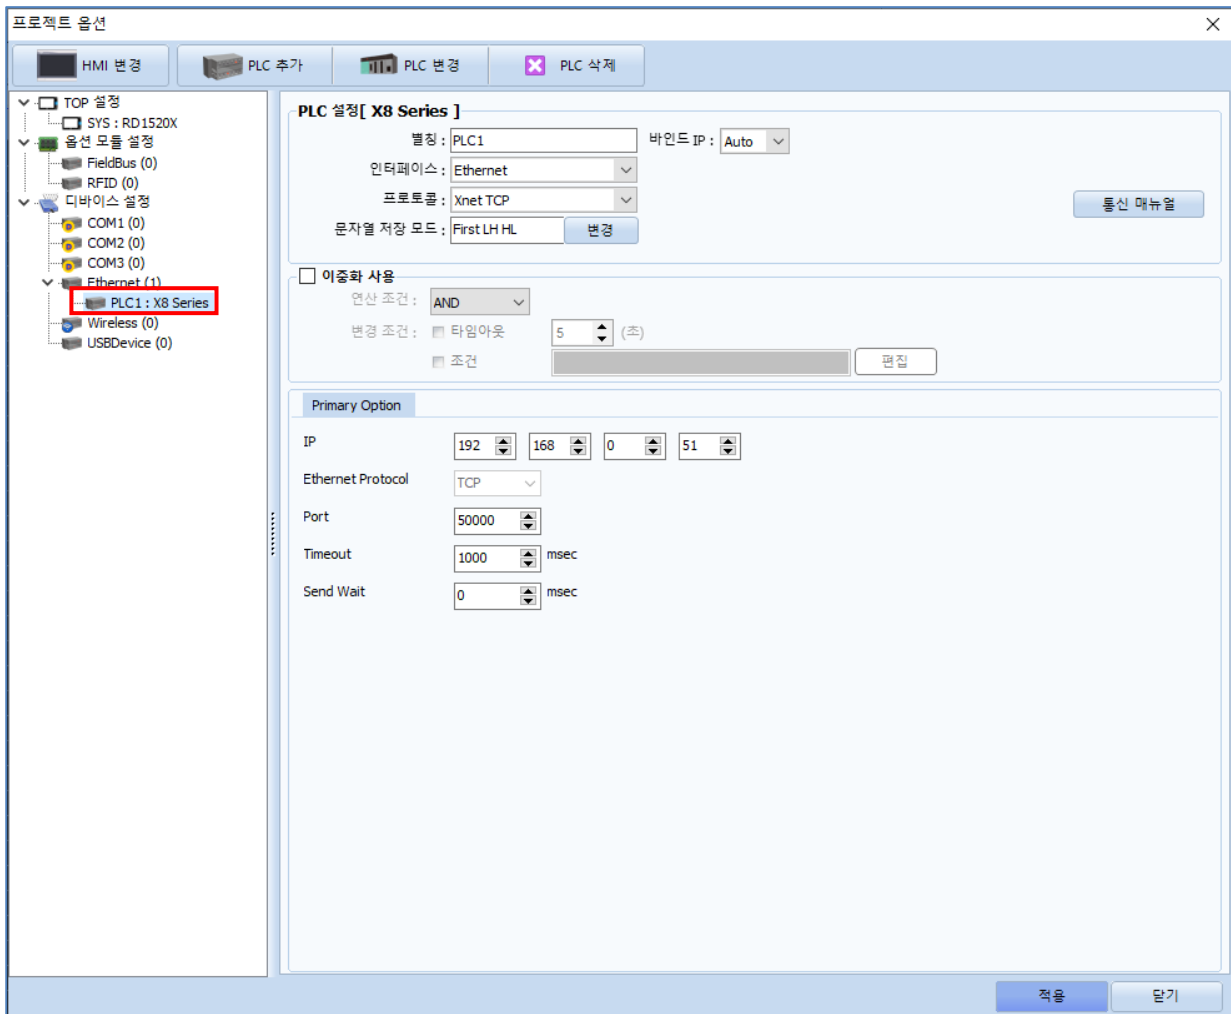 프로젝트 옵션
HMI 변경 PLC 추가 PLC 변경 PLC 삭제
TOP 설정
SYS : RD1520X
옵션 모듈 설정
FieldBus (0)
RFID (0)
디바이스 설정
COM1 (0)
COM2 (0)
COM3 (0)
Ethernet (1)
PLC1 : X8 Series
Wireless (0)
USBDevice (0)
PLC 설정[ X8 Series ]
별칭 : PLC1 바인드 IP : Auto
인터페이스 : Ethernet
프로토콜 : Xnet TCP
통신 매뉴얼
문자열 저장 모드 : First LH HL 변경
이중화 사용
연산 조건 : AND
변경 조건 : 타임아웃 5 (초)
조건 편집
Primary Option
IP 192 168 0 51
Ethernet Protocol TCP
Port 50000
Timeout 1000 msec
Send Wait 0 msec
적용 닫기